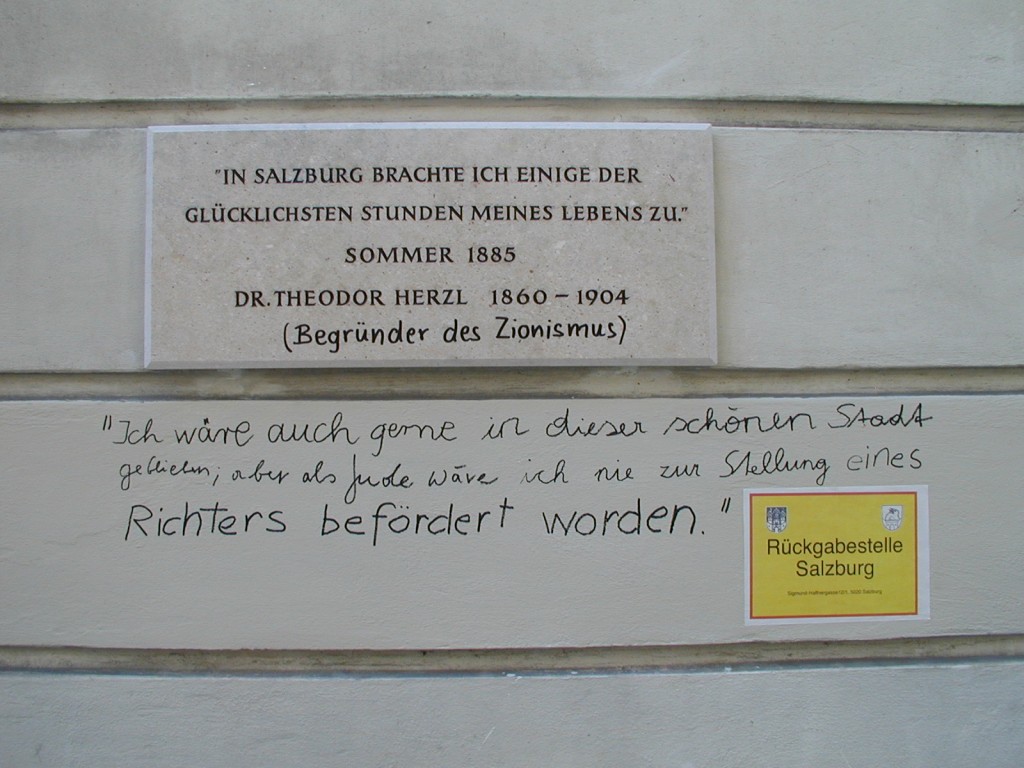 "IN SALZBURG BRACHTE ICH EINIGE DER
GLÜCKLICHSTEN STUNDEN MEINES LEBENS ZU."
SOMMER 1885
DR. THEODOR HERZL 1860 – 1904
(Begründer des Zionismus)
"Ich wäre auch gerne in dieser schönen Stadt
geblieben; aber als Jude wäre ich nie zur Stellung eines
Richters befördert worden."
Rückgabestelle
Salzburg
Salzburg